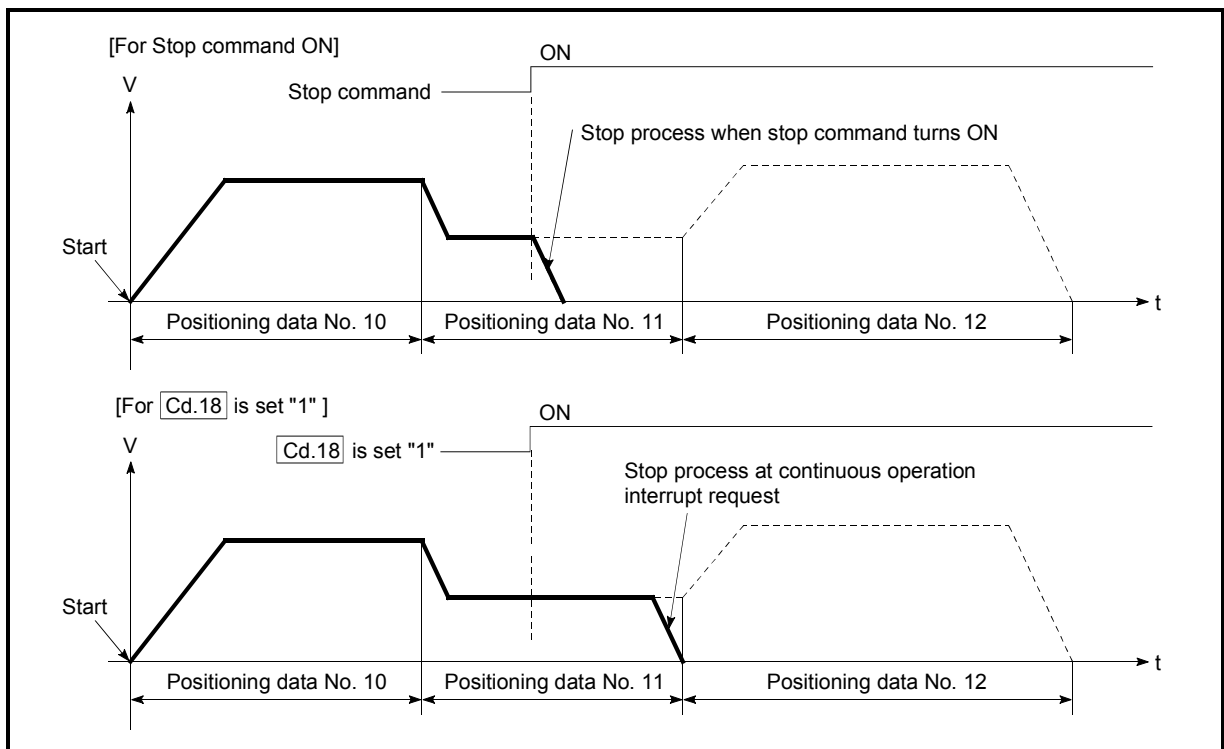 [For Stop command ON]
ON
V
Stop command
Stop process when stop command turns ON
Start
t
Positioning data No. 10
Positioning data No. 11
Positioning data No. 12
[For Cd.18 is set "1" ]
ON
V
Cd.18 is set "1"
Stop process at continuous operation
interrupt request
Start
t
Positioning data No. 10
Positioning data No. 11
Positioning data No. 12